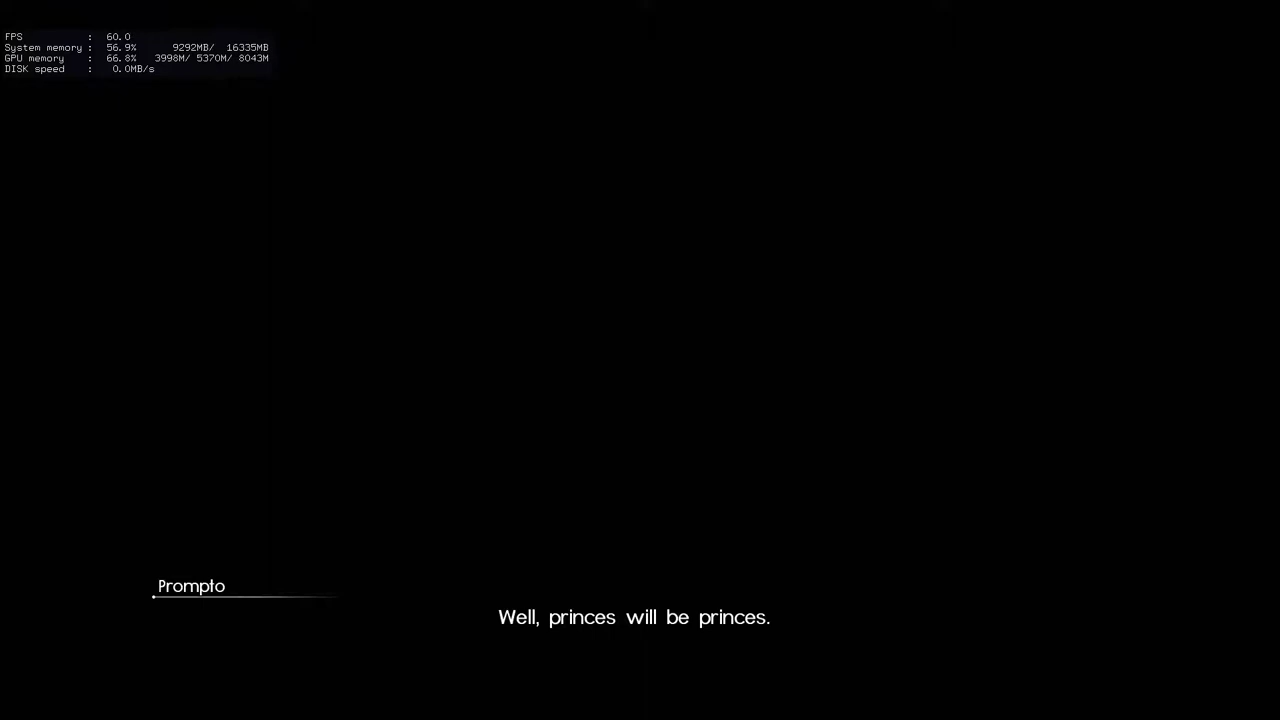 FPS : 60.0
System memory : 56.9% 9292MB/ 16335MB
GPU memory : 66.8% 3998M/ 5370M/ 8043M
DISK speed : 0.0MB/s
Prompto
Well, princes will be princes.